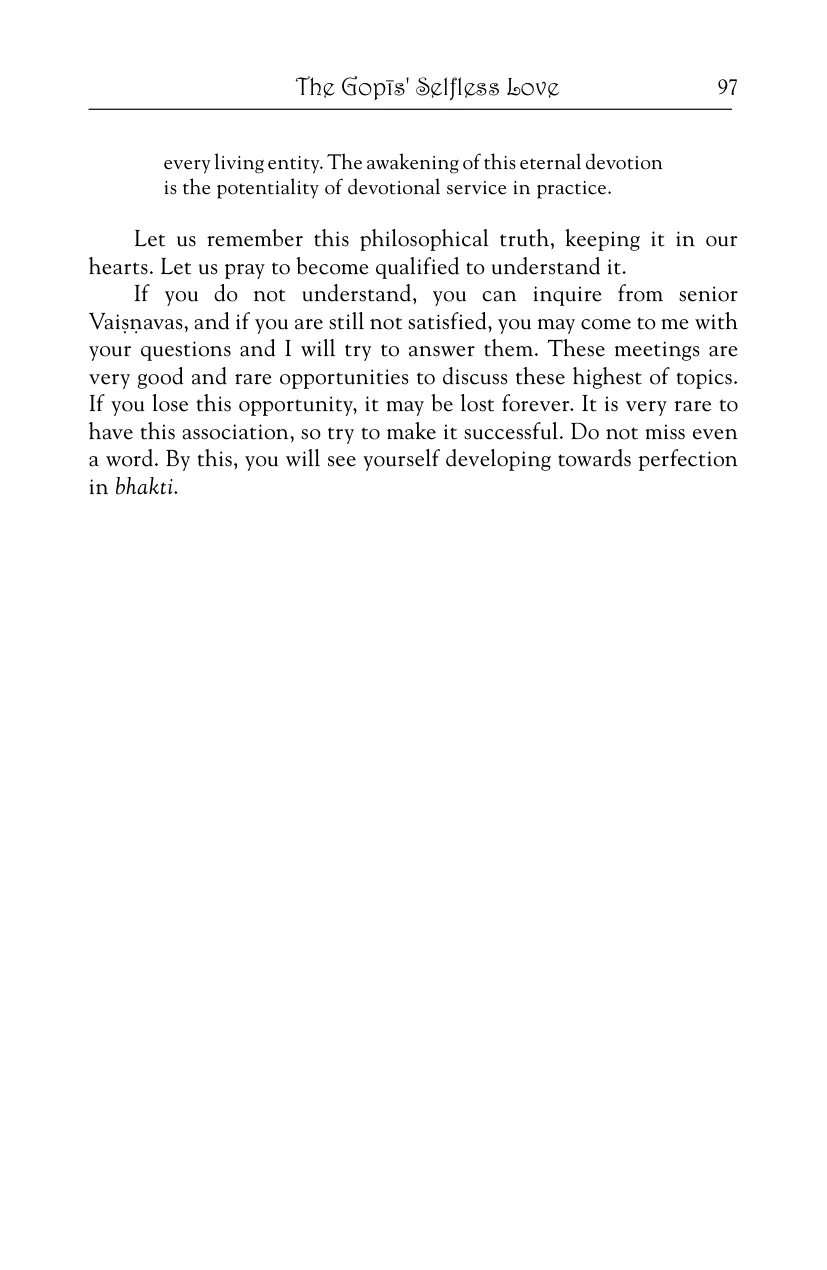 The Gopīs' Selfless Love 97
every living entity. The awakening of this eternal devotion
is the potentiality of devotional service in practice.
Let us remember this philosophical truth, keeping it in our
hearts. Let us pray to become qualified to understand it.
If you do not understand, you can inquire from senior
Vaiṣṇavas, and if you are still not satisfied, you may come to me with
your questions and I will try to answer them. These meetings are
very good and rare opportunities to discuss these highest of topics.
If you lose this opportunity, it may be lost forever. It is very rare to
have this association, so try to make it successful. Do not miss even
a word. By this, you will see yourself developing towards perfection
in bhakti.